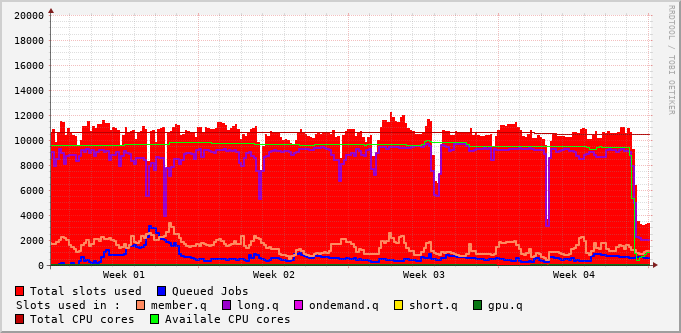 20000
18000
16000
14000
12000
10000
8000
6000
4000
2000
0
Week 01 Week 02 Week 03 Week 04
RRDTOOL / TOBI OETIKER
Total slots used Queued Jobs
Slots used in : member.q long.q ondemand.q short.q gpu.q
Total CPU cores Availale CPU cores